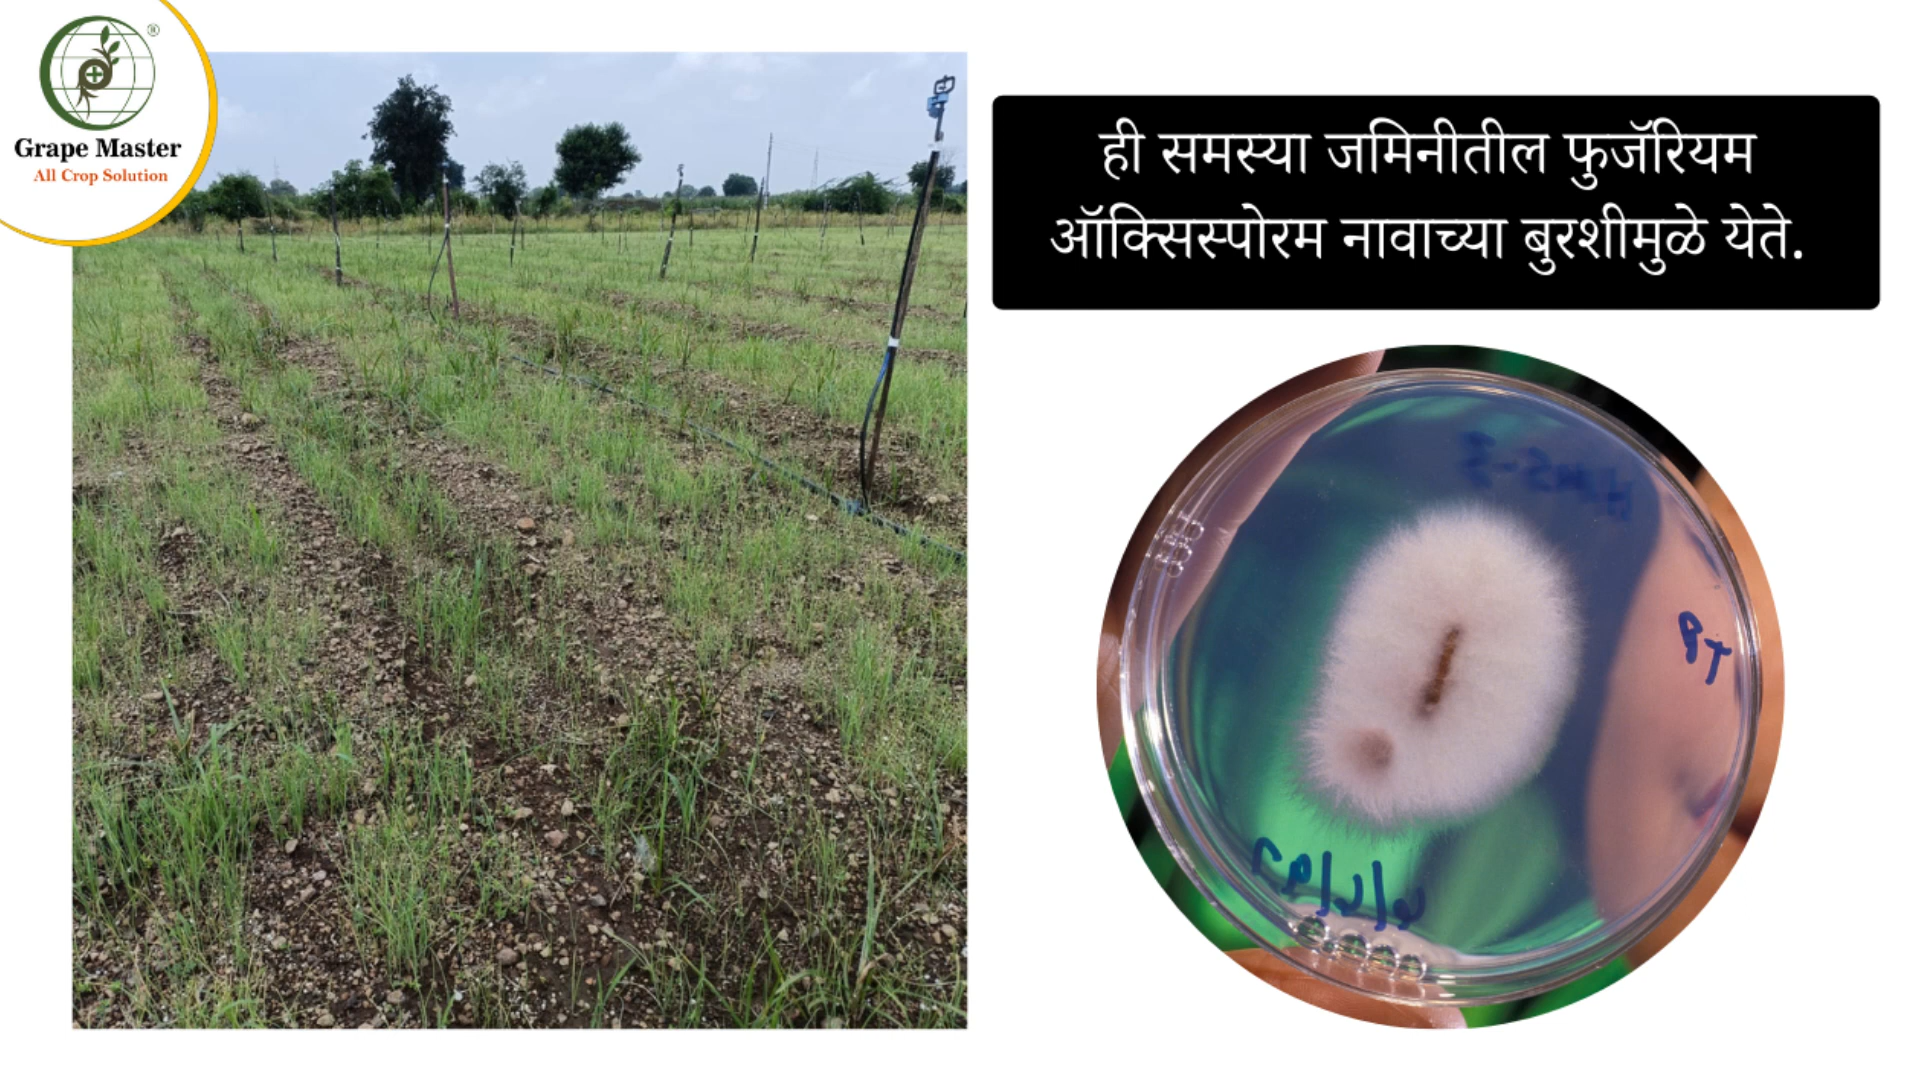 ®
Grape Master
All Crop Solution
ही समस्या जमिनीतील फुजॅरियम
ऑक्सिस्पोरम नावाच्या बुरशीमुळे येते.